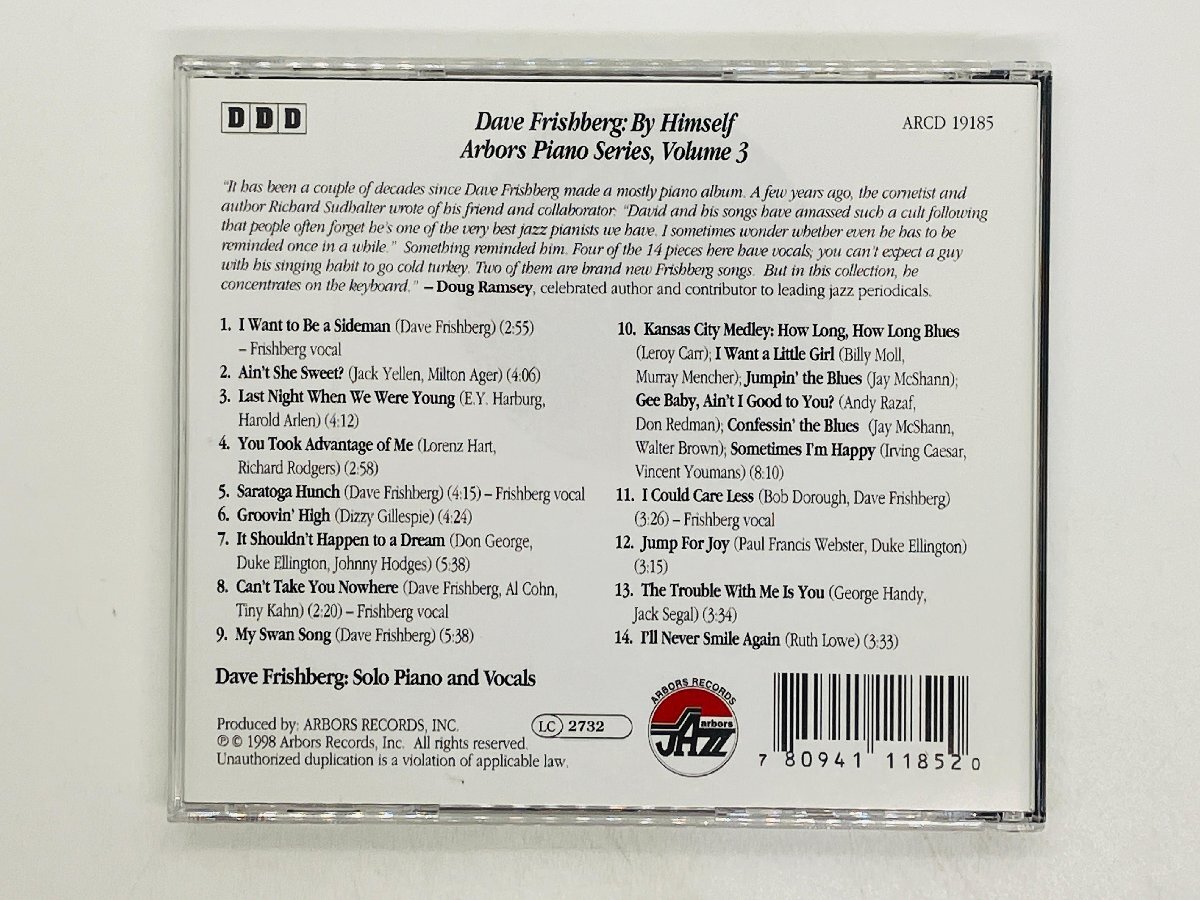 DDD
Dave Frishberg: By Himself
Arbors Piano Series, Volume 3
ARCD 19185
"It has been a couple of decades since Dave Frishberg made a mostly piano album. A few years ago, the cornetist and
author Richard Sudhalter wrote of his friend and collaborator: "David and his songs have amassed such a cult following
that people often forget he's one of the very best jazz pianists we have. I sometimes wonder whether even he has to be
reminded once in a while." Something reminded him. Four of the 14 pieces here have vocals; you can't expect a guy
with his singing habit to go cold turkey. Two of them are brand new Frishberg songs. But in this collection, he
concentrates on the keyboard." – Doug Ramsey, celebrated author and contributor to leading jazz periodicals.
1. I Want to Be a Sideman (Dave Frishberg) (2:55)
– Frishberg vocal
2. Ain't She Sweet? (Jack Yellen, Milton Ager) (4:06)
3. Last Night When We Were Young (E.Y. Harburg,
Harold Arlen) (4:12)
4. You Took Advantage of Me (Lorenz Hart,
Richard Rodgers) (2:58)
5. Saratoga Hunch (Dave Frishberg) (4:15) – Frishberg vocal
6. Groovin' High (Dizzy Gillespie) (4:24)
7. It Shouldn't Happen to a Dream (Don George,
Duke Ellington, Johnny Hodges) (5:38)
8. Can't Take You Nowhere (Dave Frishberg, Al Cohn,
Tiny Kahn) (2:20) – Frishberg vocal
9. My Swan Song (Dave Frishberg) (5:38)
10. Kansas City Medley: How Long, How Long Blues
(Leroy Carr); I Want a Little Girl (Billy Moll,
Murray Mencher); Jumpin' the Blues (Jay McShann);
Gee Baby, Ain't I Good to You? (Andy Razaf,
Don Redman); Confessin' the Blues (Jay McShann,
Walter Brown); Sometimes I'm Happy (Irving Caesar,
Vincent Youmans) (8:10)
11. I Could Care Less (Bob Dorough, Dave Frishberg)
(3:26) – Frishberg vocal
12. Jump For Joy (Paul Francis Webster, Duke Ellington)
(3:15)
13. The Trouble With Me Is You (George Handy,
Jack Segal) (3:34)
14. I'll Never Smile Again (Ruth Lowe) (3:33)
Dave Frishberg: Solo Piano and Vocals
Produced by: ARBORS RECORDS, INC.
℗ © 1998 Arbors Records, Inc. All rights reserved.
Unauthorized duplication is a violation of applicable law.
LC 2732
ARBORS RECORDS
arbors
JAZZ
7 80941 11852 0